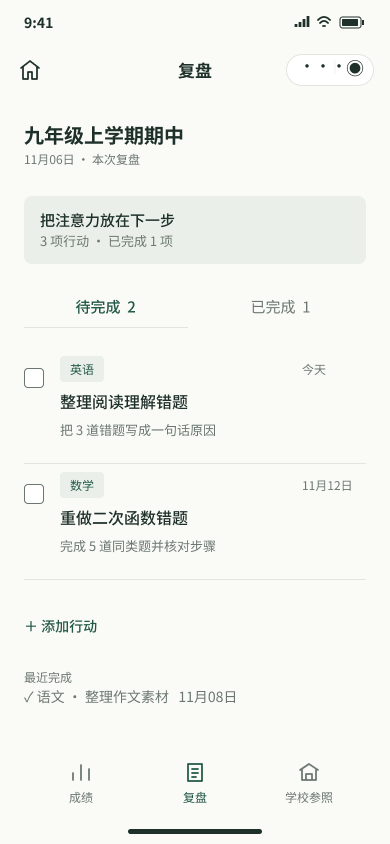 9:41
复盘
九年级上学期期中
11月06日 · 本次复盘
把注意力放在下一步
3 项行动 · 已完成 1 项
待完成 2
已完成 1
英语
今天
整理阅读理解错题
把 3 道错题写成一句话原因
数学
11月12日
重做二次函数错题
完成 5 道同类题并核对步骤
+ 添加行动
最近完成
✓ 语文 · 整理作文素材 11月08日
成绩
复盘
学校参照